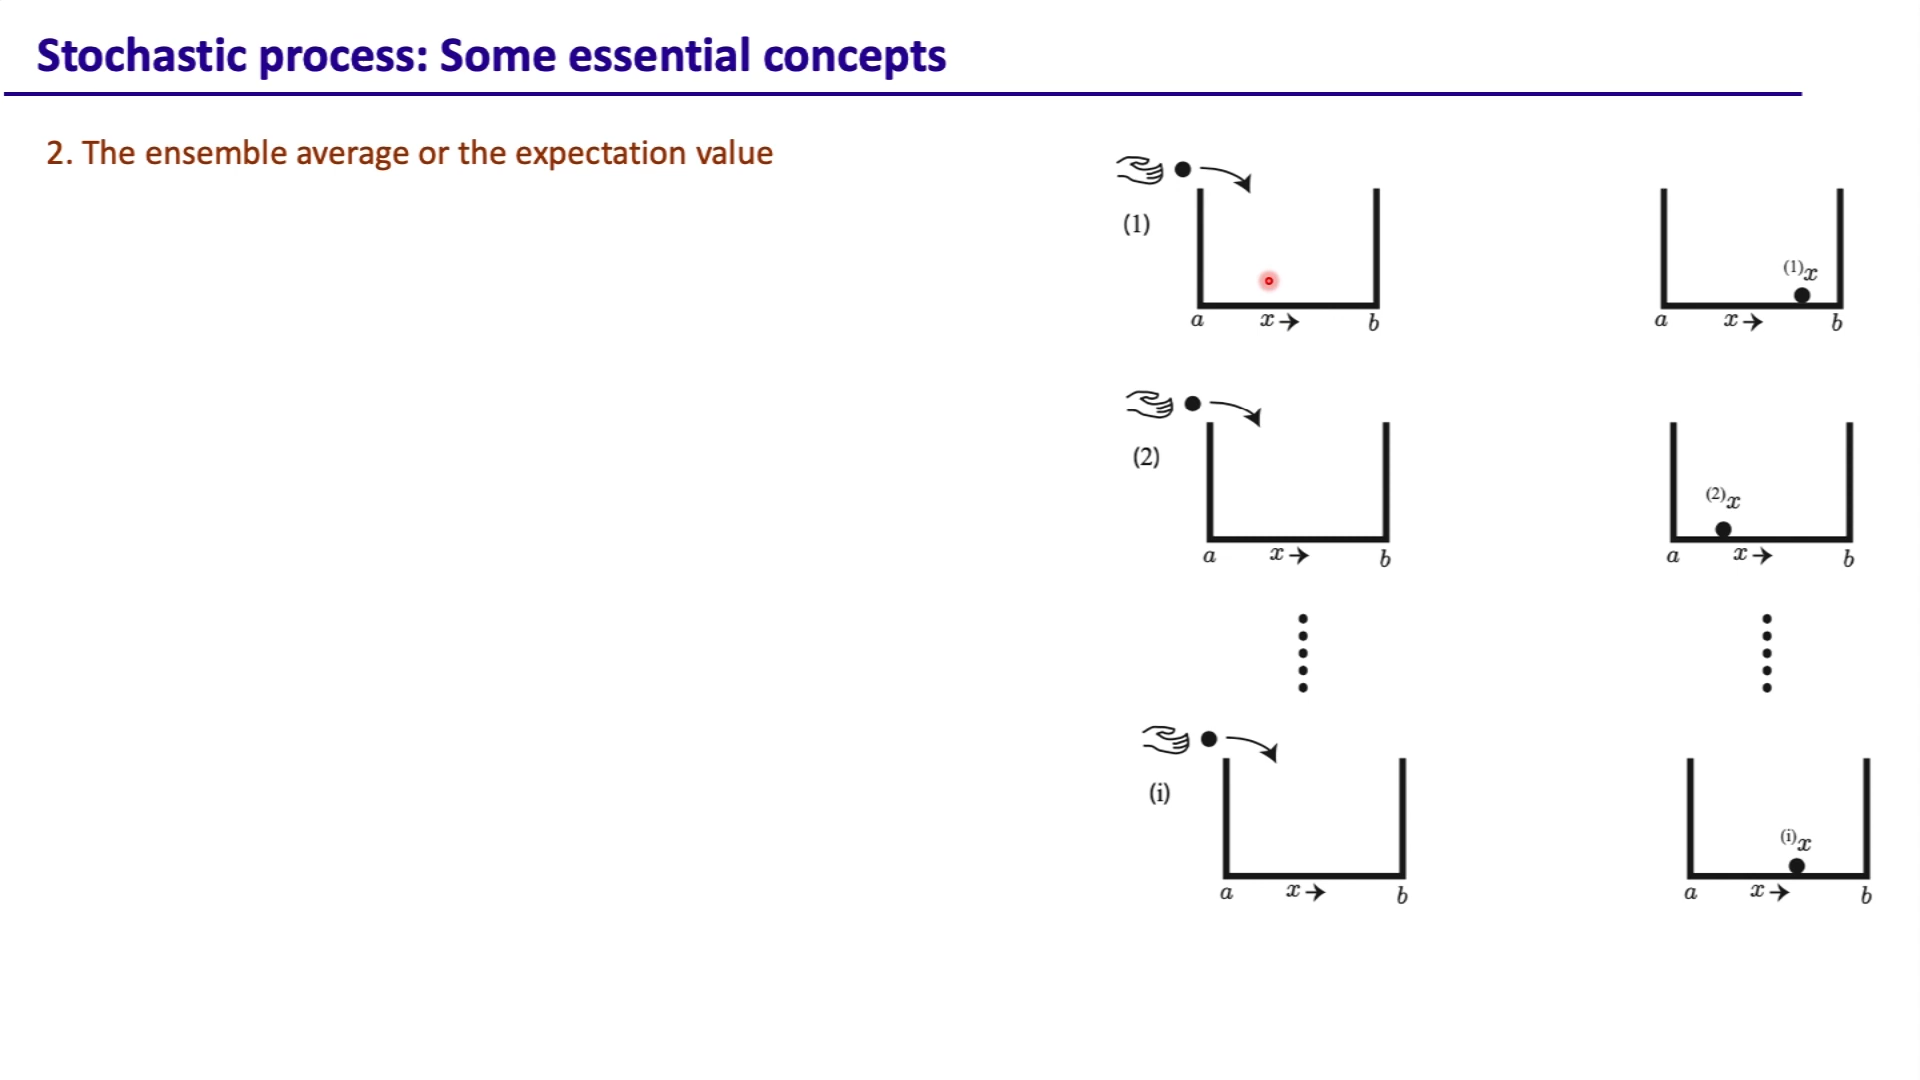 Stochastic process: Some essential concepts
2. The ensemble average or the expectation value
(1)
a x→ b
(1)x
a x→ b
(2)
a x→ b
(2)x
a x→ b
(i)
a x→ b
(i)x
a x→ b